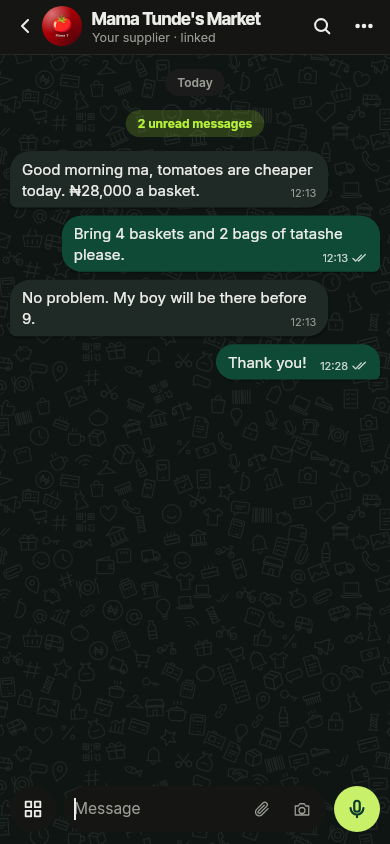 Mama Tunde's Market
Your supplier · linked
Today
2 unread messages
Good morning ma, tomatoes are cheaper
today. ₦28,000 a basket.
12:13
Bring 4 baskets and 2 bags of tatashe
please.
12:13
No problem. My boy will be there before
9.
12:13
Thank you!
12:28
Message